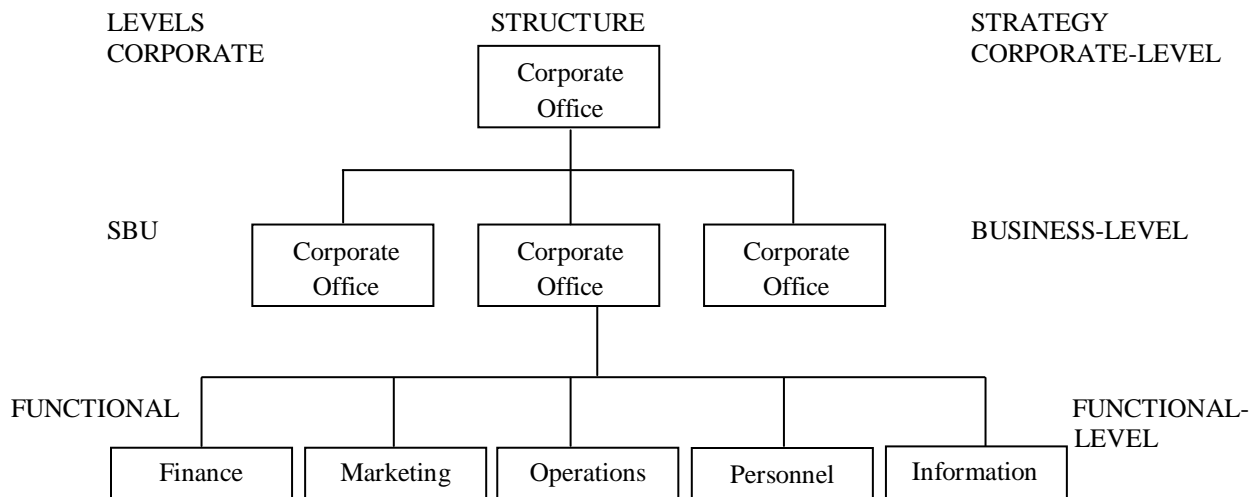 LEVELS
CORPORATE
STRUCTURE
STRATEGY
CORPORATE-LEVEL
Corporate
Office
SBU
Corporate
Office
Corporate
Office
Corporate
Office
BUSINESS-LEVEL
FUNCTIONAL
FUNCTIONAL-
LEVEL
Finance
Marketing
Operations
Personnel
Information